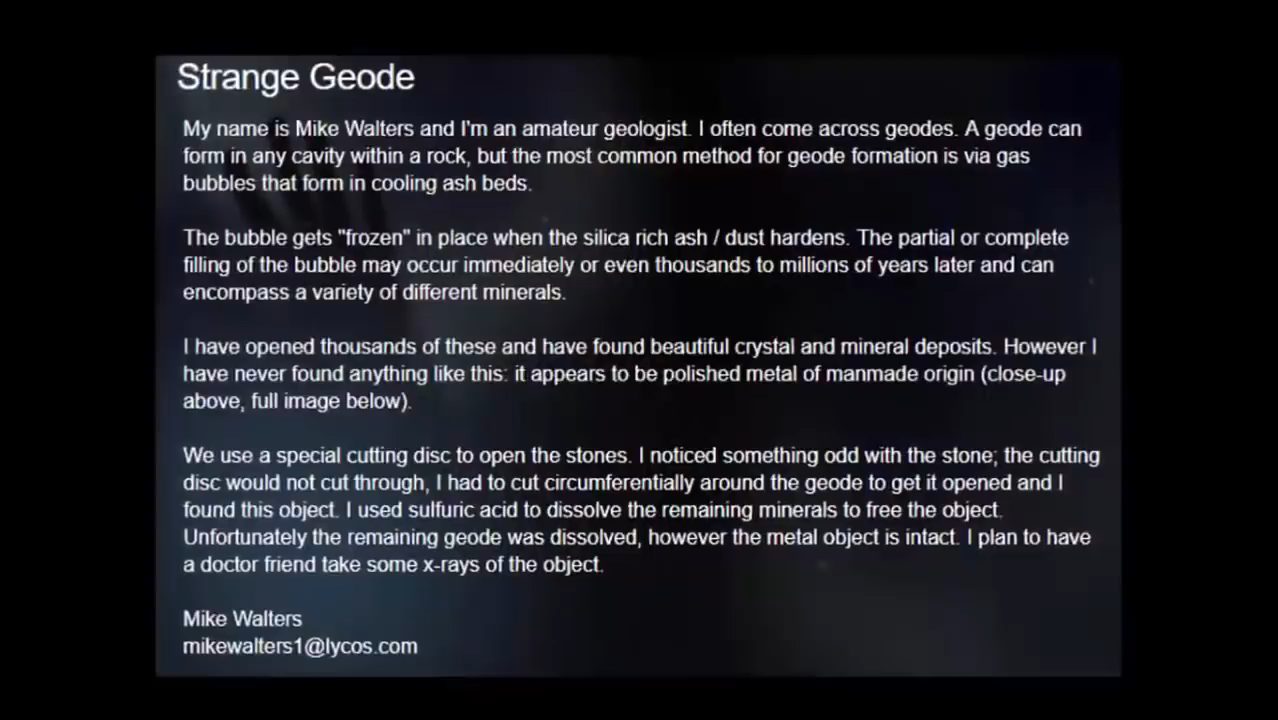 Strange Geode
My name is Mike Walters and I'm an amateur geologist. I often come across geodes. A geode can
form in any cavity within a rock, but the most common method for geode formation is via gas
bubbles that form in cooling ash beds.
The bubble gets "frozen" in place when the silica rich ash / dust hardens. The partial or complete
filling of the bubble may occur immediately or even thousands to millions of years later and can
encompass a variety of different minerals.
I have opened thousands of these and have found beautiful crystal and mineral deposits. However I
have never found anything like this: it appears to be polished metal of manmade origin (close-up
above, full image below).
We use a special cutting disc to open the stones. I noticed something odd with the stone; the cutting
disc would not cut through, I had to cut circumferentially around the geode to get it opened and I
found this object. I used sulfuric acid to dissolve the remaining minerals to free the object.
Unfortunately the remaining geode was dissolved, however the metal object is intact. I plan to have
a doctor friend take some x-rays of the object.
Mike Walters
mikewalters1@lycos.com